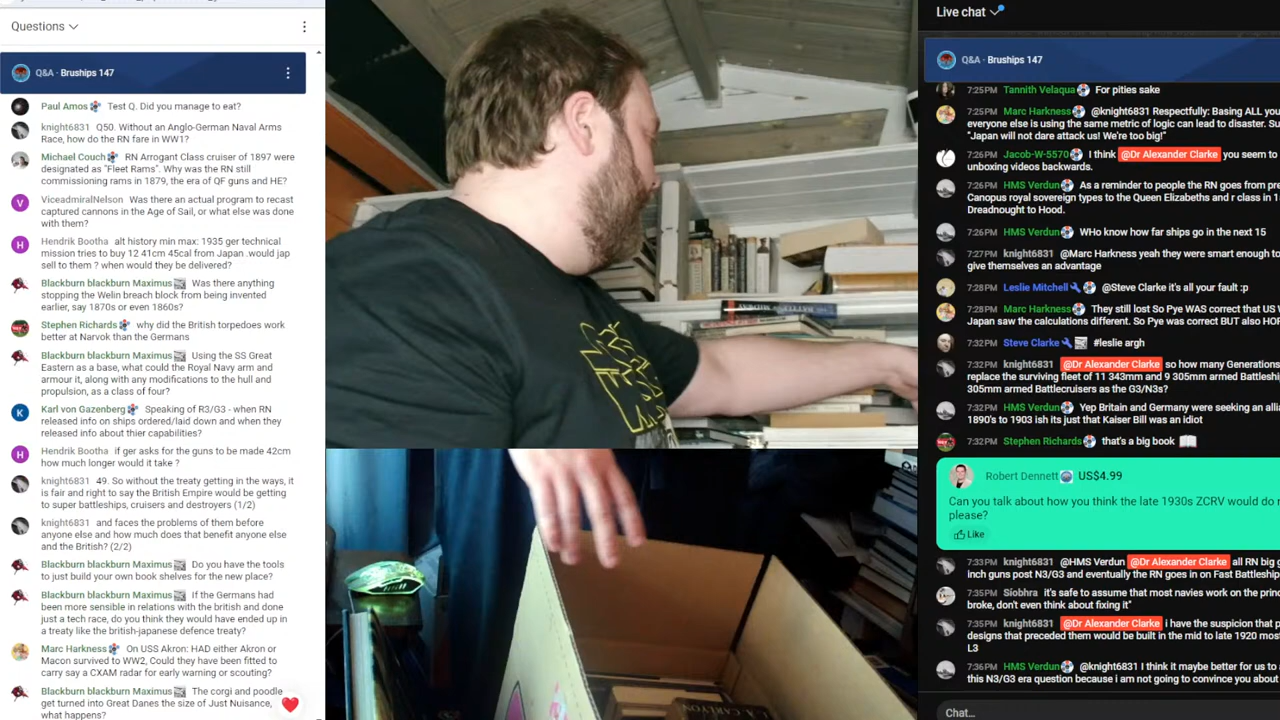 Questions
Q&A · Bruships 147
Paul Amos Test Q. Did you manage to eat?
knight6831 Q50. Without an Anglo-German Naval Arms
Race, how do the RN fare in WW1?
Michael Couch RN Arrogant Class cruiser of 1897 were
designated as "Fleet Rams". Why was the RN still
commissioning rams in 1879, the era of QF guns and HE?
ViceadmiralNelson Was there an actual program to recast
captured cannons in the Age of Sail, or what else was done
with them?
Hendrik Bootha alt history min max: 1935 ger technical
mission tries to buy 12 41cm 45cal from Japan .would jap
sell to them ? when would they be delivered?
Blackburn blackburn Maximus Was there anything
stopping the Welin breach block from being invented
earlier, say 1870s or even 1860s?
Stephen Richards why did the British torpedoes work
better at Narvok than the Germans
Blackburn blackburn Maximus Using the SS Great
Eastern as a base, what could the Royal Navy arm and
armour it, along with any modifications to the hull and
propulsion, as a class of four?
Karl von Gazenberg Speaking of R3/G3 - when RN
released info on ships ordered/laid down and when they
released info about thier capabilities?
Hendrik Bootha if ger asks for the guns to be made 42cm
how much longer would it take ?
knight6831 49. So without the treaty getting in the ways, it
is fair and right to say the British Empire would be getting
to super battleships, cruisers and destroyers (1/2)
knight6831 and faces the problems of them before
anyone else and how much does that benefit anyone else
and the British? (2/2)
Blackburn blackburn Maximus Do you have the tools
to just build your own book shelves for the new place?
Blackburn blackburn Maximus If the Germans had
been more sensible in relations with the british and done
just a tech race, do you think they would have ended up in
a treaty like the british-japanese defence treaty?
Marc Harkness On USS Akron: HAD either Akron or
Macon survived to WW2, Could they have been fitted to
carry say a CXAM radar for early warning or scouting?
Blackburn blackburn Maximus The corgi and poodle
get turned into Great Danes the size of Just Nuisance,
what happens?
Live chat
Q&A · Bruships 147
7:25PM Tannith Velaqua For pities sake
7:25PM Marc Harkness @knight6831 Respectfully: Basing ALL you
everyone else is using the same metric of logic can lead to disaster. Su
"Japan will not dare attack us! We're too big!"
7:26PM Jacob-W-5570 I think @Dr Alexander Clarke you seem to
unboxing videos backwards.
7:26PM HMS Verdun As a reminder to people the RN goes from pre
Canopus royal sovereign types to the Queen Elizabeths and r class in 1
Dreadnought to Hood.
7:26PM HMS Verdun WHo know how far ships go in the next 15
7:27PM knight6831 @Marc Harkness yeah they were smart enough to
give themselves an advantage
7:28PM Leslie Mitchell @Steve Clarke it's all your fault :p
7:28PM Marc Harkness They still lost So Pye WAS correct that US W
Japan saw the calculations different. So Pye was correct BUT also HOR
7:32PM Steve Clarke #leslie argh
7:32PM knight6831 @Dr Alexander Clarke so how many Generations
replace the surviving fleet of 11 343mm and 9 305mm armed Battleship
305mm armed Battlecruisers as the G3/N3s?
7:32PM HMS Verdun Yep Britain and Germany were seeking an allia
1890's to 1903 ish its just that Kaiser Bill was an idiot
7:32PM Stephen Richards that's a big book
Robert Dennett US$4.99
Can you talk about how you think the late 1930s ZCRV would do
please?
Like
7:33PM knight6831 @HMS Verdun @Dr Alexander Clarke all RN big g
inch guns post N3/G3 and eventually the RN goes in on Fast Battleship
7:35PM Síobhra it's safe to assume that most navies work on the princ
broke, don't even think about fixing it"
7:35PM knight6831 @Dr Alexander Clarke i have the suspicion that p
designs that preceded them would be built in the mid to late 1920 mos
L3
7:36PM HMS Verdun @knight6831 I think it maybe better for us to a
this N3/G3 era question because i am not going to convince you about
Chat...